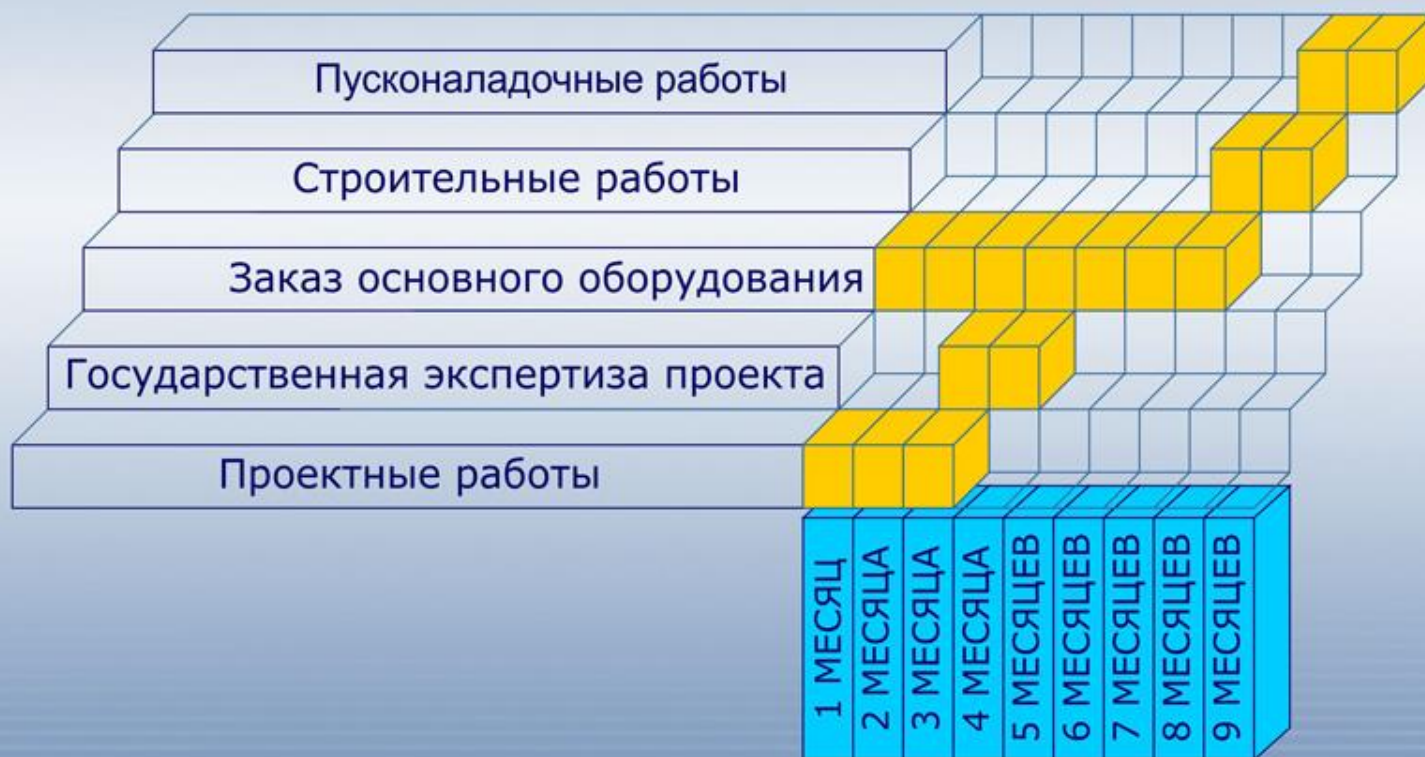 Пусконаладочные работы
Строительные работы
Заказ основного оборудования
Государственная экспертиза проекта
Проектные работы
1 МЕСЯЦ
2 МЕСЯЦА
3 МЕСЯЦА
4 МЕСЯЦА
5 МЕСЯЦЕВ
6 МЕСЯЦЕВ
7 МЕСЯЦЕВ
8 МЕСЯЦЕВ
9 МЕСЯЦЕВ